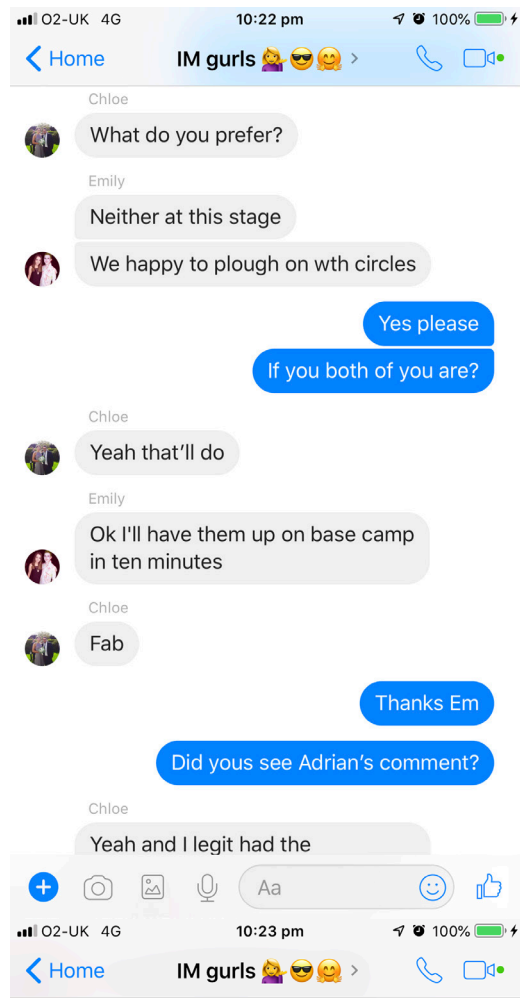 O2-UK 4G 10:22 pm 100%
Home IM gurls 💁‍♀️😎🤗
Chloe
What do you prefer?
Emily
Neither at this stage
We happy to plough on wth circles
Yes please
If you both of you are?
Chloe
Yeah that'll do
Emily
Ok I'll have them up on base camp
in ten minutes
Chloe
Fab
Thanks Em
Did yous see Adrian's comment?
Chloe
Yeah and I legit had the
Aa
O2-UK 4G 10:23 pm 100%
Home IM gurls 💁‍♀️😎🤗